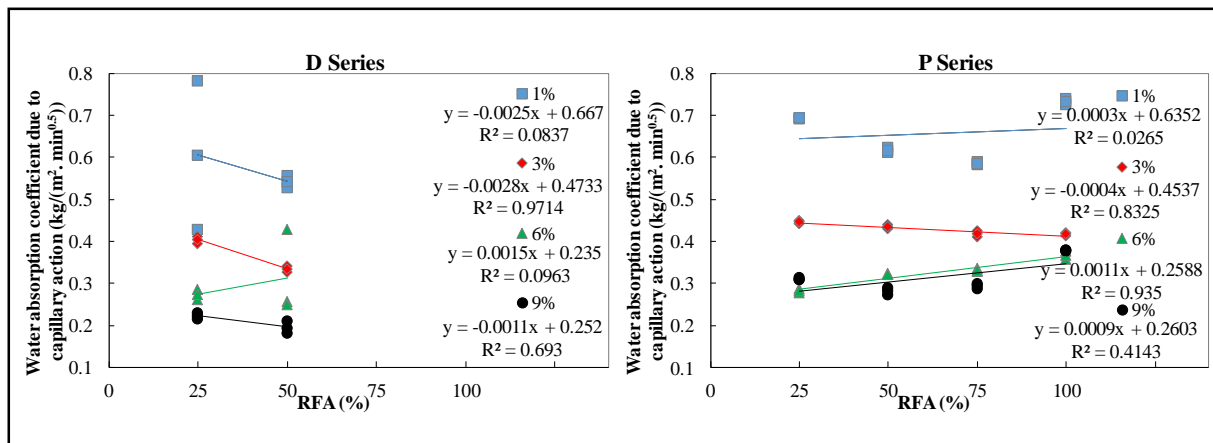 D Series
Water absorption coefficient due to
capillary action (kg/(m². min⁰·⁵))
0.8
0.7
0.6
0.5
0.4
0.3
0.2
0.1
1%
y = -0.0025x + 0.667
R² = 0.0837
3%
y = -0.0028x + 0.4733
R² = 0.9714
6%
y = 0.0015x + 0.235
R² = 0.0963
9%
y = -0.0011x + 0.252
R² = 0.693
0 25 50 75 100
RFA (%)
P Series
Water absorption coefficient due to
capillary action (kg/(m². min⁰·⁵))
0.8
0.7
0.6
0.5
0.4
0.3
0.2
0.1
1%
y = 0.0003x + 0.6352
R² = 0.0265
3%
y = -0.0004x + 0.4537
R² = 0.8325
6%
y = 0.0011x + 0.2588
R² = 0.935
9%
y = 0.0009x + 0.2603
R² = 0.4143
0 25 50 75 100
RFA (%)